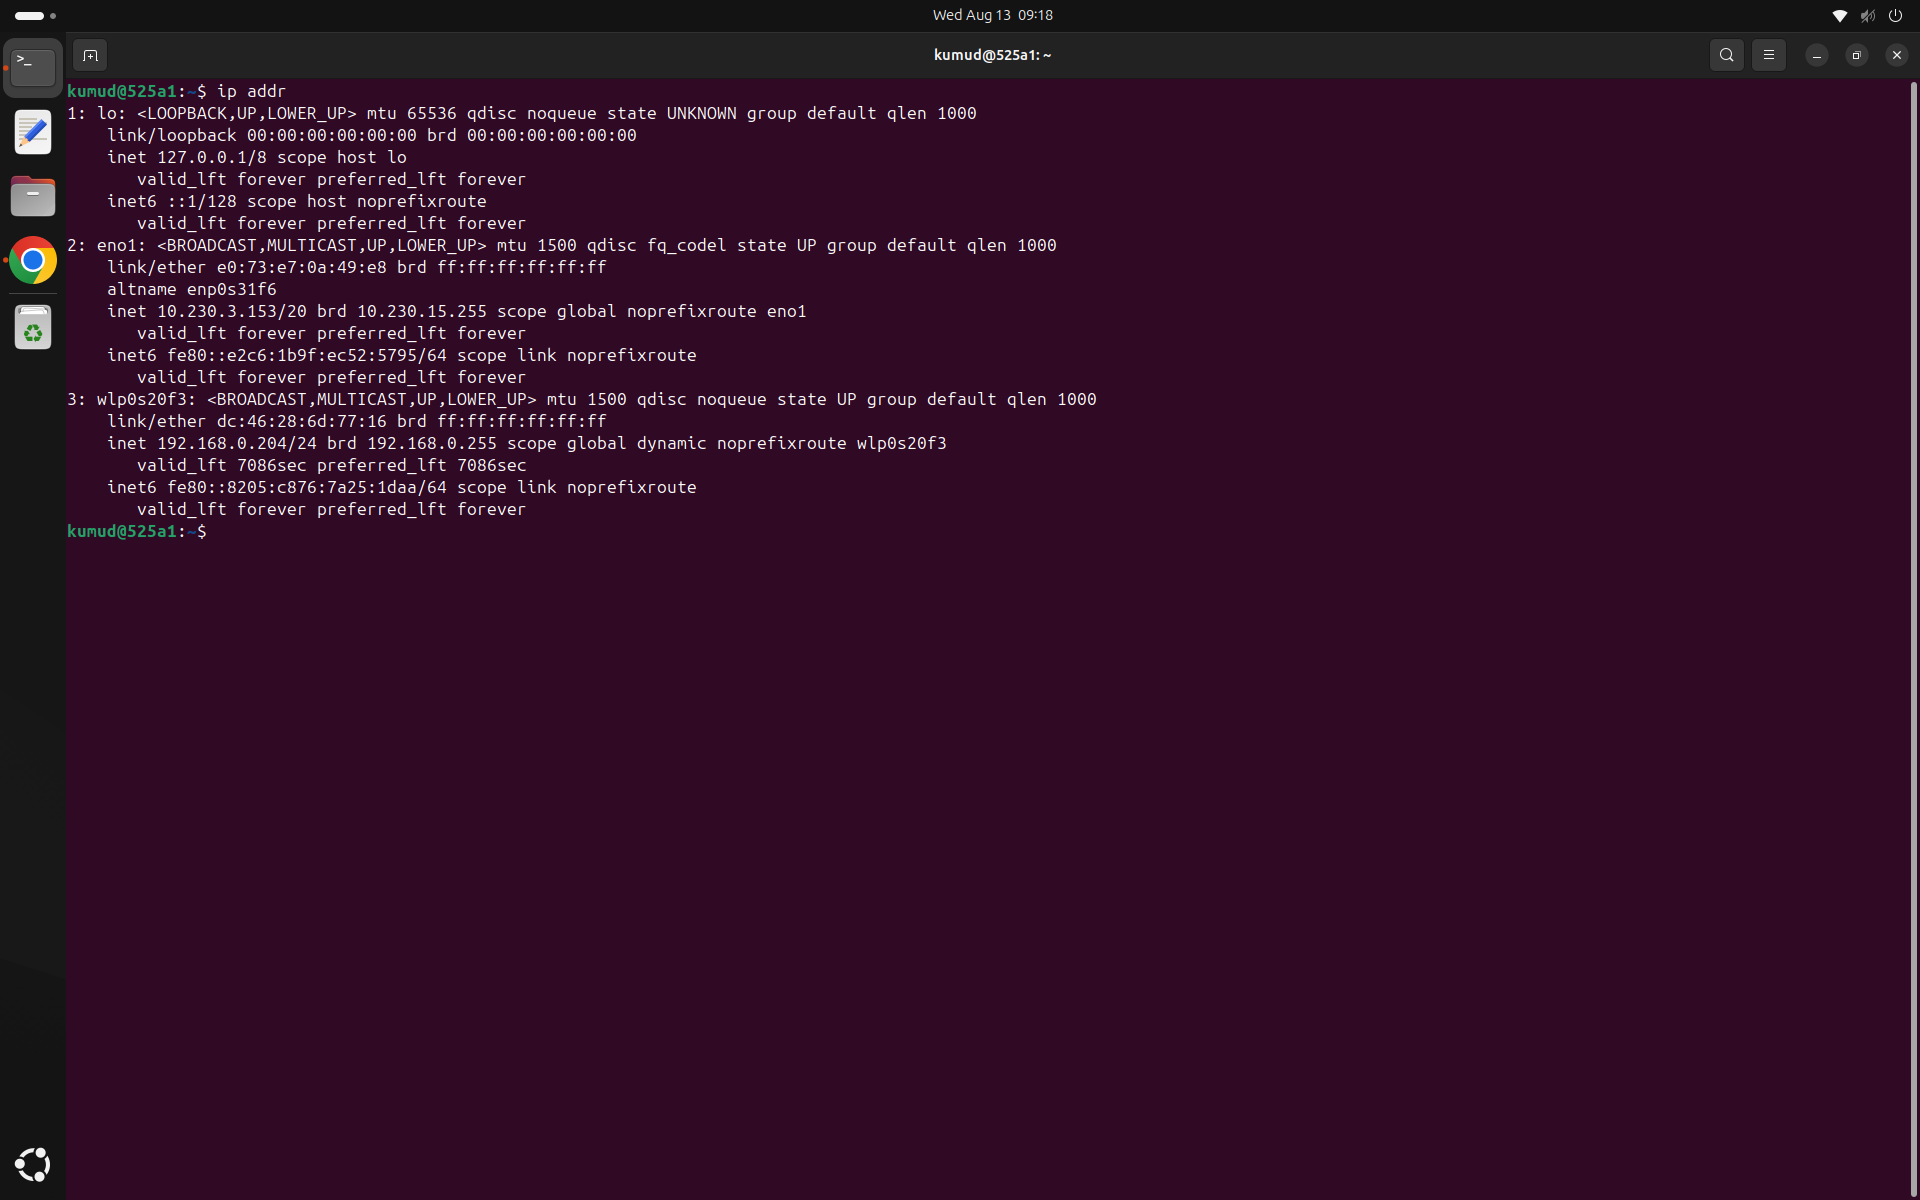 Wed Aug 13 09:18
kumud@525a1: ~
>_
kumud@525a1:~$ ip addr
1: lo: <LOOPBACK,UP,LOWER_UP> mtu 65536 qdisc noqueue state UNKNOWN group default qlen 1000
    link/loopback 00:00:00:00:00:00 brd 00:00:00:00:00:00
    inet 127.0.0.1/8 scope host lo
       valid_lft forever preferred_lft forever
    inet6 ::1/128 scope host noprefixroute
       valid_lft forever preferred_lft forever
2: eno1: <BROADCAST,MULTICAST,UP,LOWER_UP> mtu 1500 qdisc fq_codel state UP group default qlen 1000
    link/ether e0:73:e7:0a:49:e8 brd ff:ff:ff:ff:ff:ff
    altname enp0s31f6
    inet 10.230.3.153/20 brd 10.230.15.255 scope global noprefixroute eno1
       valid_lft forever preferred_lft forever
    inet6 fe80::e2c6:1b9f:ec52:5795/64 scope link noprefixroute
       valid_lft forever preferred_lft forever
3: wlp0s20f3: <BROADCAST,MULTICAST,UP,LOWER_UP> mtu 1500 qdisc noqueue state UP group default qlen 1000
    link/ether dc:46:28:6d:77:16 brd ff:ff:ff:ff:ff:ff
    inet 192.168.0.204/24 brd 192.168.0.255 scope global dynamic noprefixroute wlp0s20f3
       valid_lft 7086sec preferred_lft 7086sec
    inet6 fe80::8205:c876:7a25:1daa/64 scope link noprefixroute
       valid_lft forever preferred_lft forever
kumud@525a1:~$